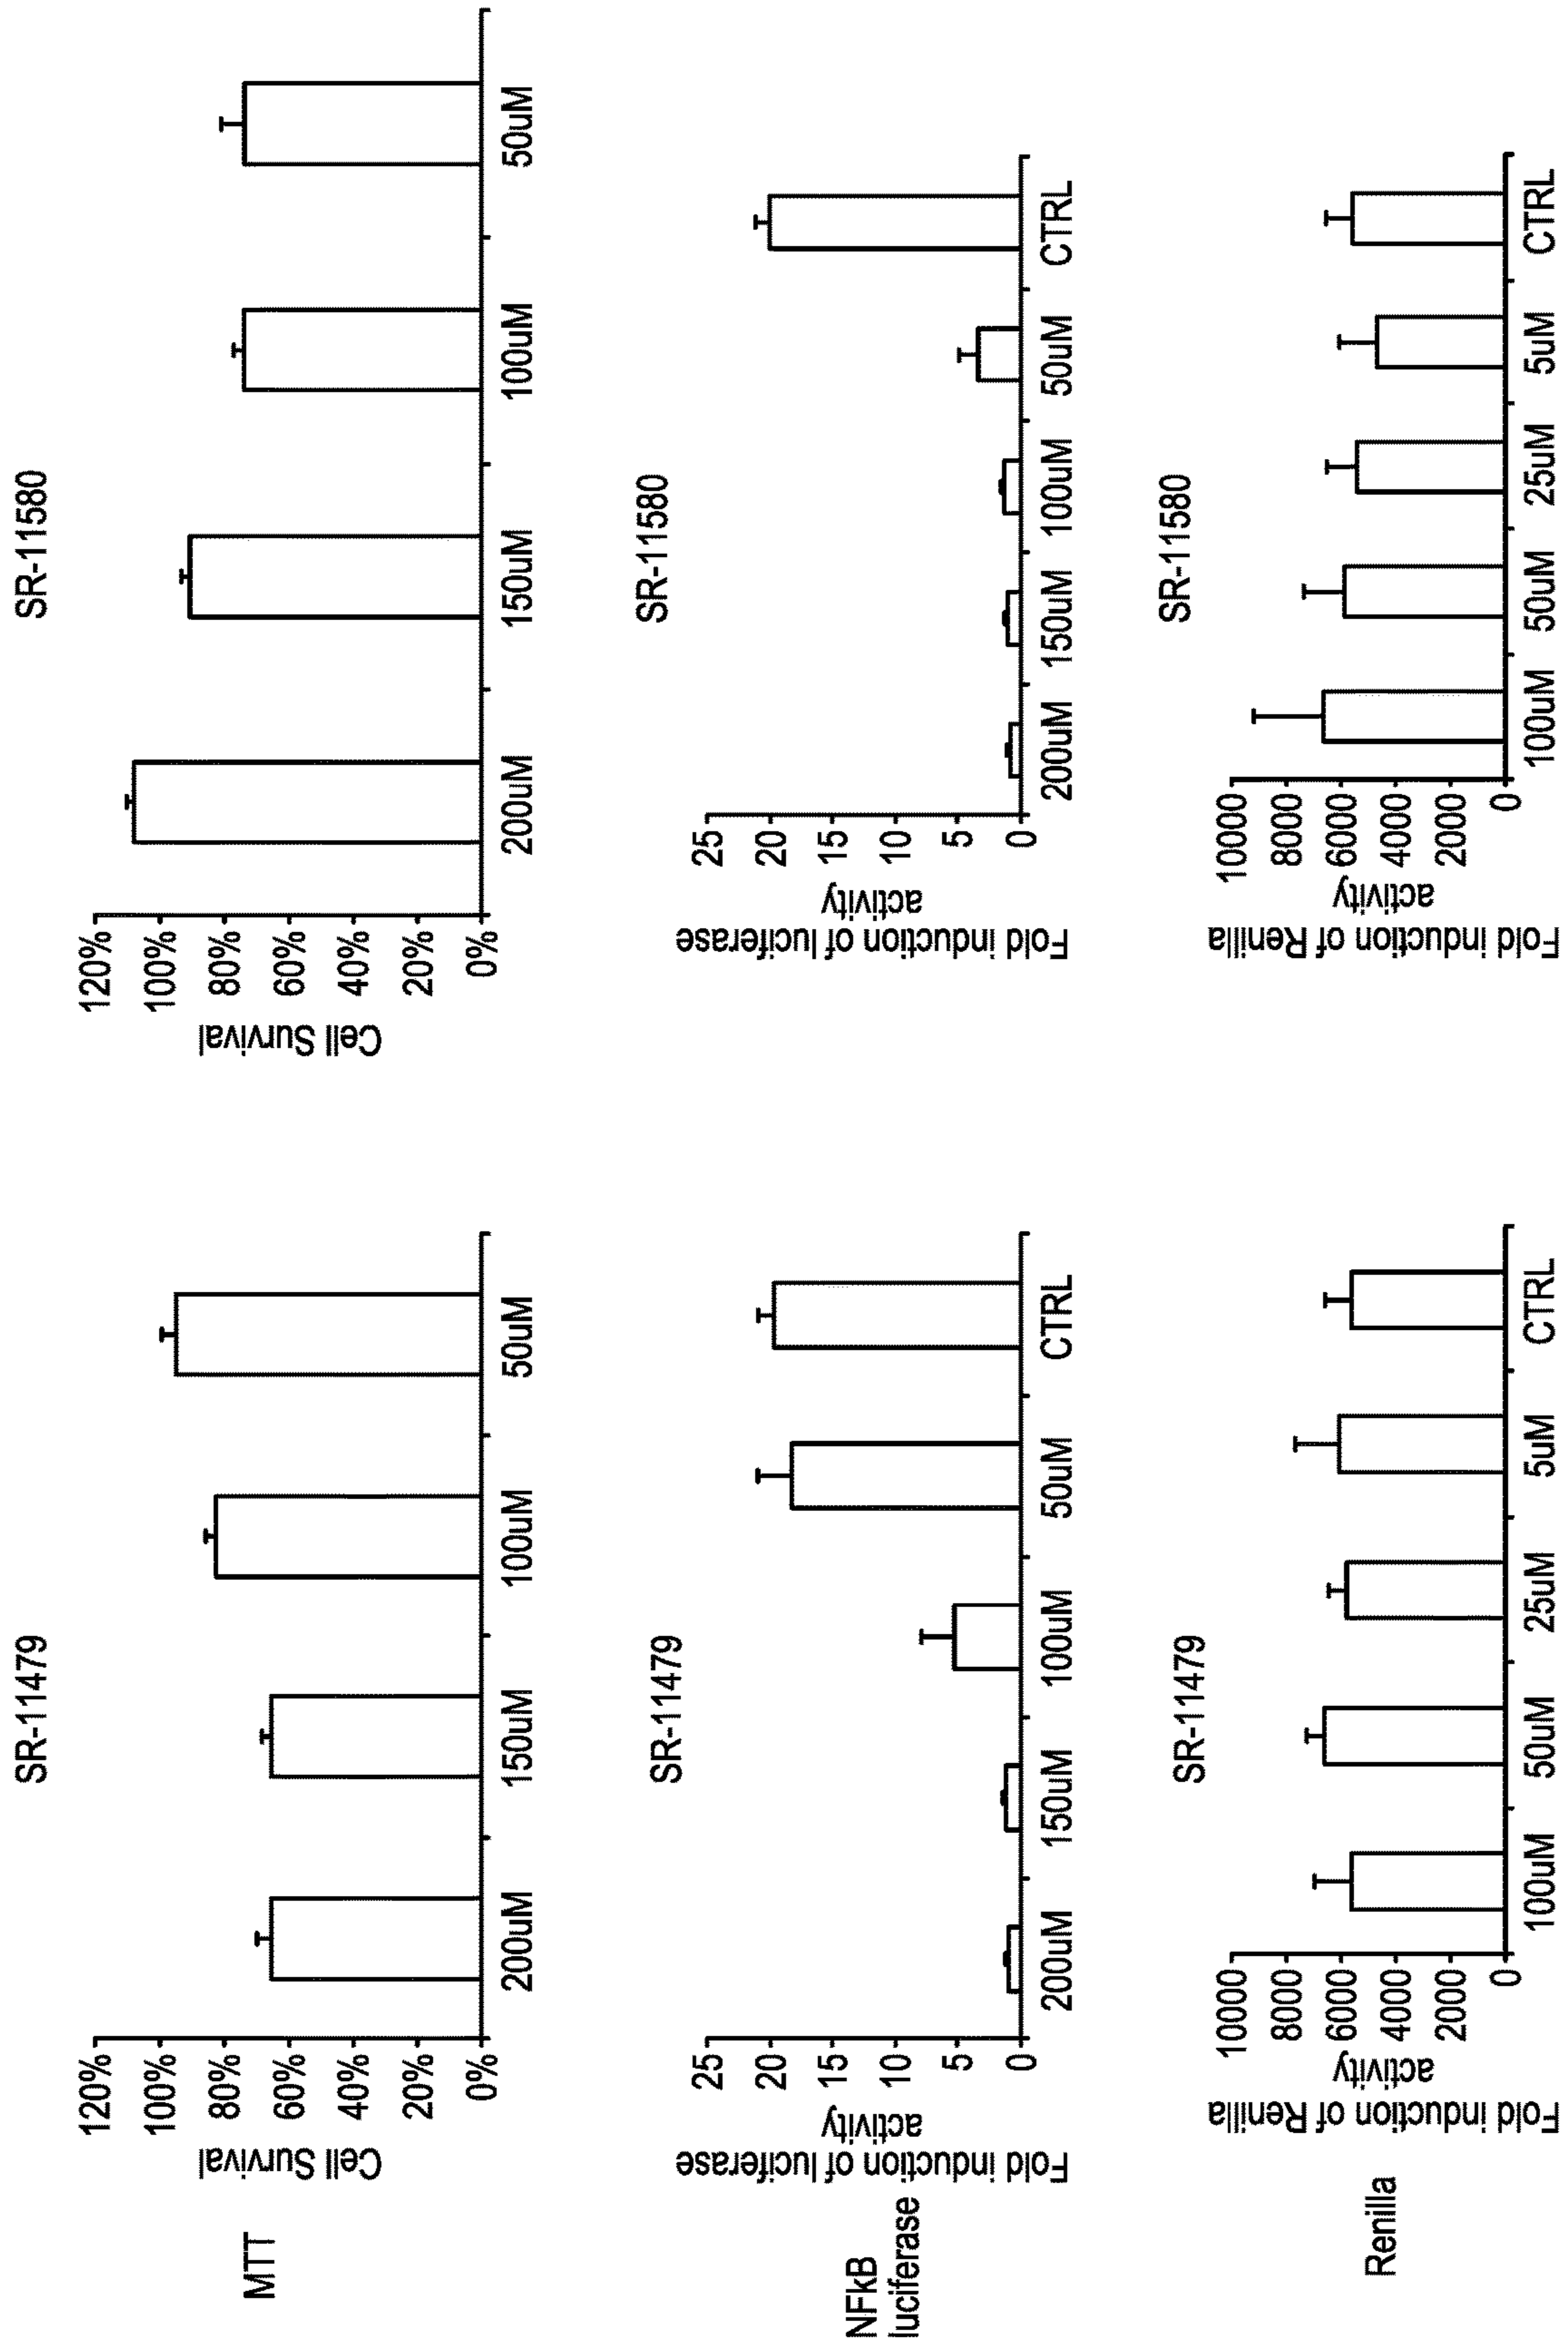 MTT
SR-11479
Cell Survival
120%
100%
80%
60%
40%
20%
0%
200uM 150uM 100uM 50uM
SR-11580
Cell Survival
120%
100%
80%
60%
40%
20%
0%
200uM 150uM 100uM 50uM
NFkB
luciferase
SR-11479
Fold induction of luciferase
activity
25
20
15
10
5
0
200uM 150uM 100uM 50uM CTRL
SR-11580
Fold induction of luciferase
activity
25
20
15
10
5
0
200uM 150uM 100uM 50uM CTRL
Renilla
SR-11479
Fold induction of Renilla
activity
10000
8000
6000
4000
2000
0
100uM 50uM 25uM 5uM CTRL
SR-11580
Fold induction of Renilla
activity
10000
8000
6000
4000
2000
0
100uM 50uM 25uM 5uM CTRL